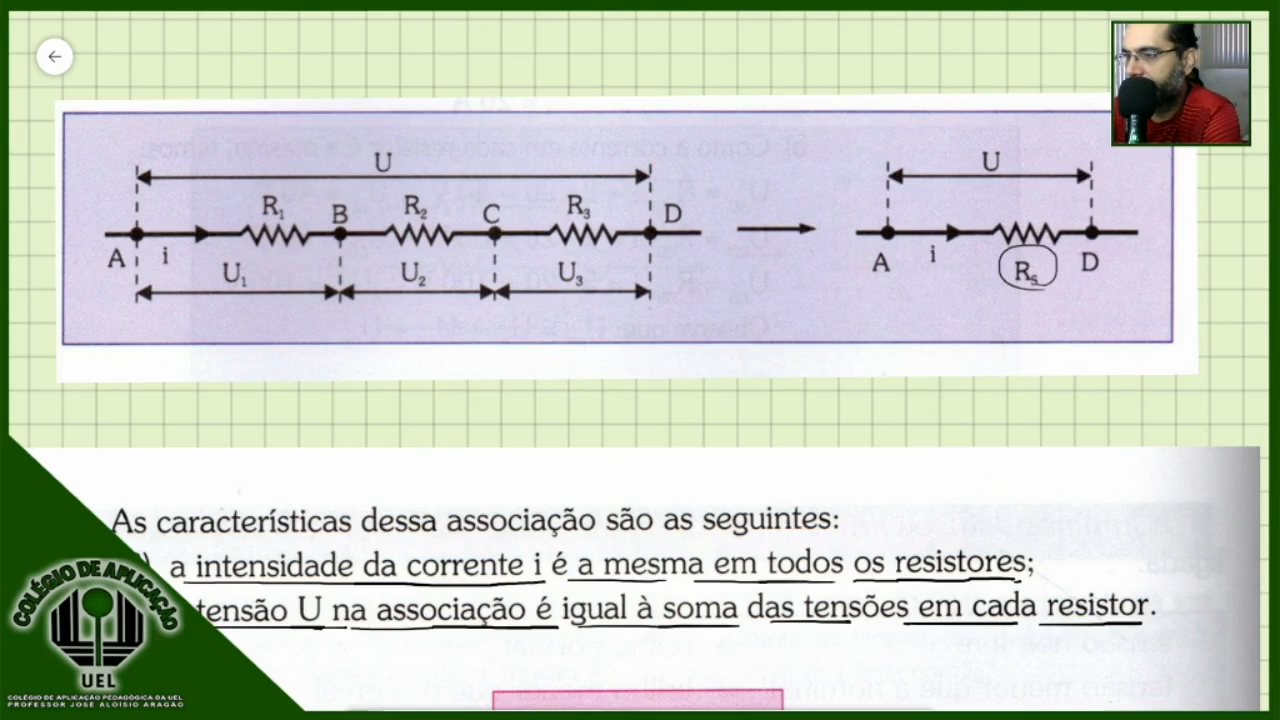 U
R₁ B R₂ C R₃ D
A i U₁ U₂ U₃
U
A i Rₛ D
As características dessa associação são as seguintes:
) a intensidade da corrente i é a mesma em todos os resistores;
tensão U na associação é igual à soma das tensões em cada resistor.
COLÉGIO DE APLICAÇÃO
UEL
COLÉGIO DE APLICAÇÃO PEDAGÓGICA DA UEL
PROFESSOR JOSÉ ALOÍSIO ARAGÃO